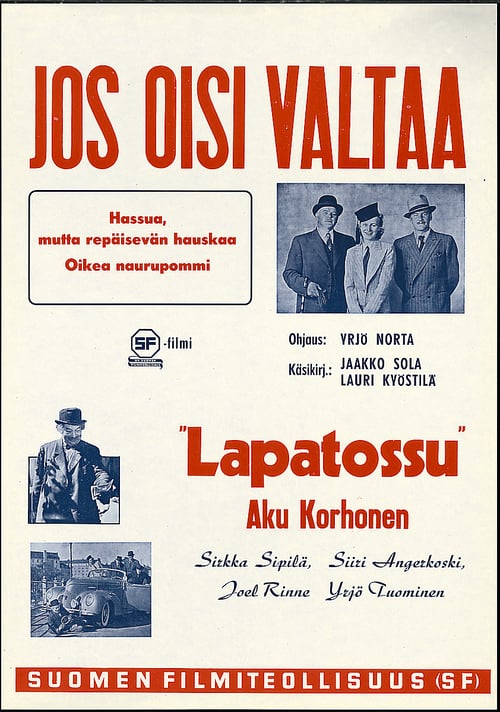 JOS OISI VALTAA
Hassua,
mutta repäisevän hauskaa
Oikea naurupommi
SF-filmi
Ohjaus: YRJÖ NORTA
Käsikirj.: JAAKKO SOLA
LAURI KYÖSTILÄ
"Lapatossu"
Aku Korhonen
Sirkka Sipilä, Siiri Angerkoski,
Joel Rinne Yrjö Tuominen
SUOMEN FILMITEOLLISUUS (SF)